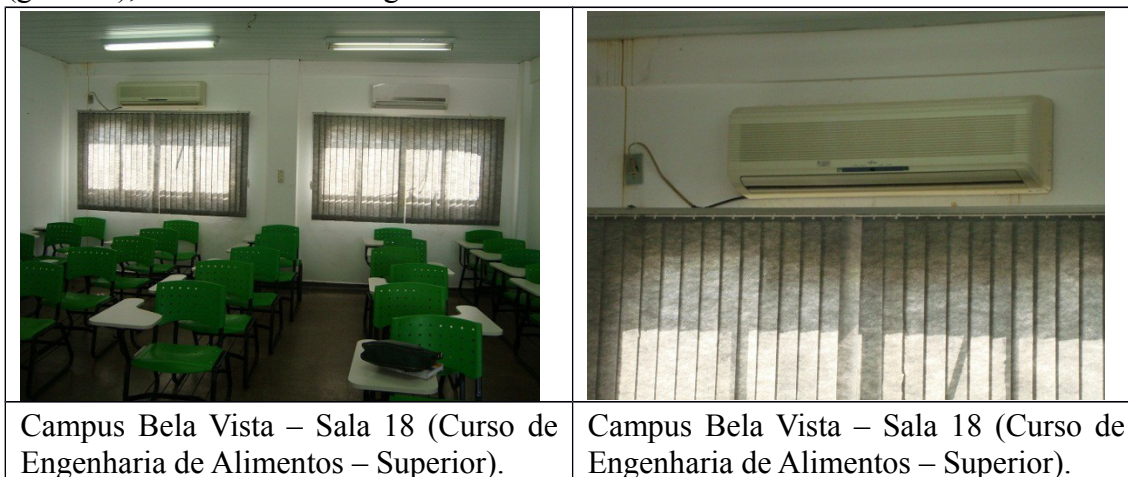 Campus Bela Vista – Sala 18 (Curso de
Engenharia de Alimentos – Superior).
Campus Bela Vista – Sala 18 (Curso de
Engenharia de Alimentos – Superior).